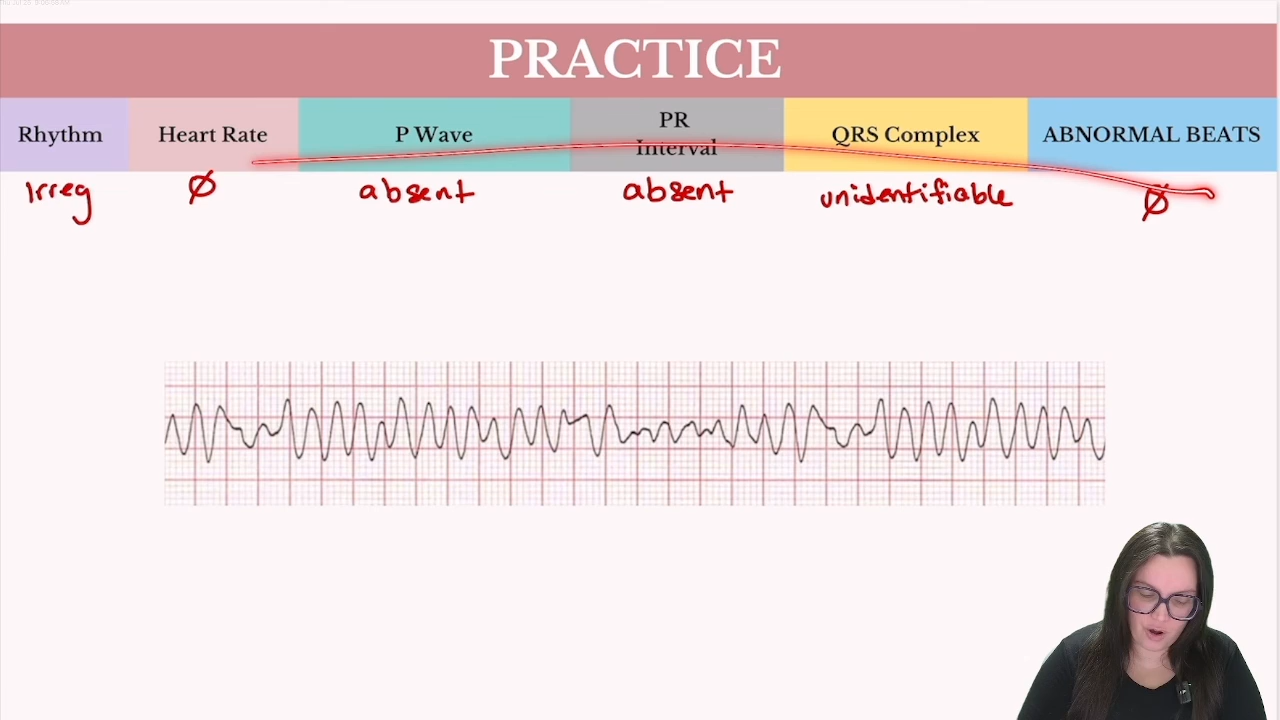 PRACTICE
Rhythm Heart Rate P Wave PR Interval QRS Complex ABNORMAL BEATS
Irreg Ø absent absent unidentifiable Ø